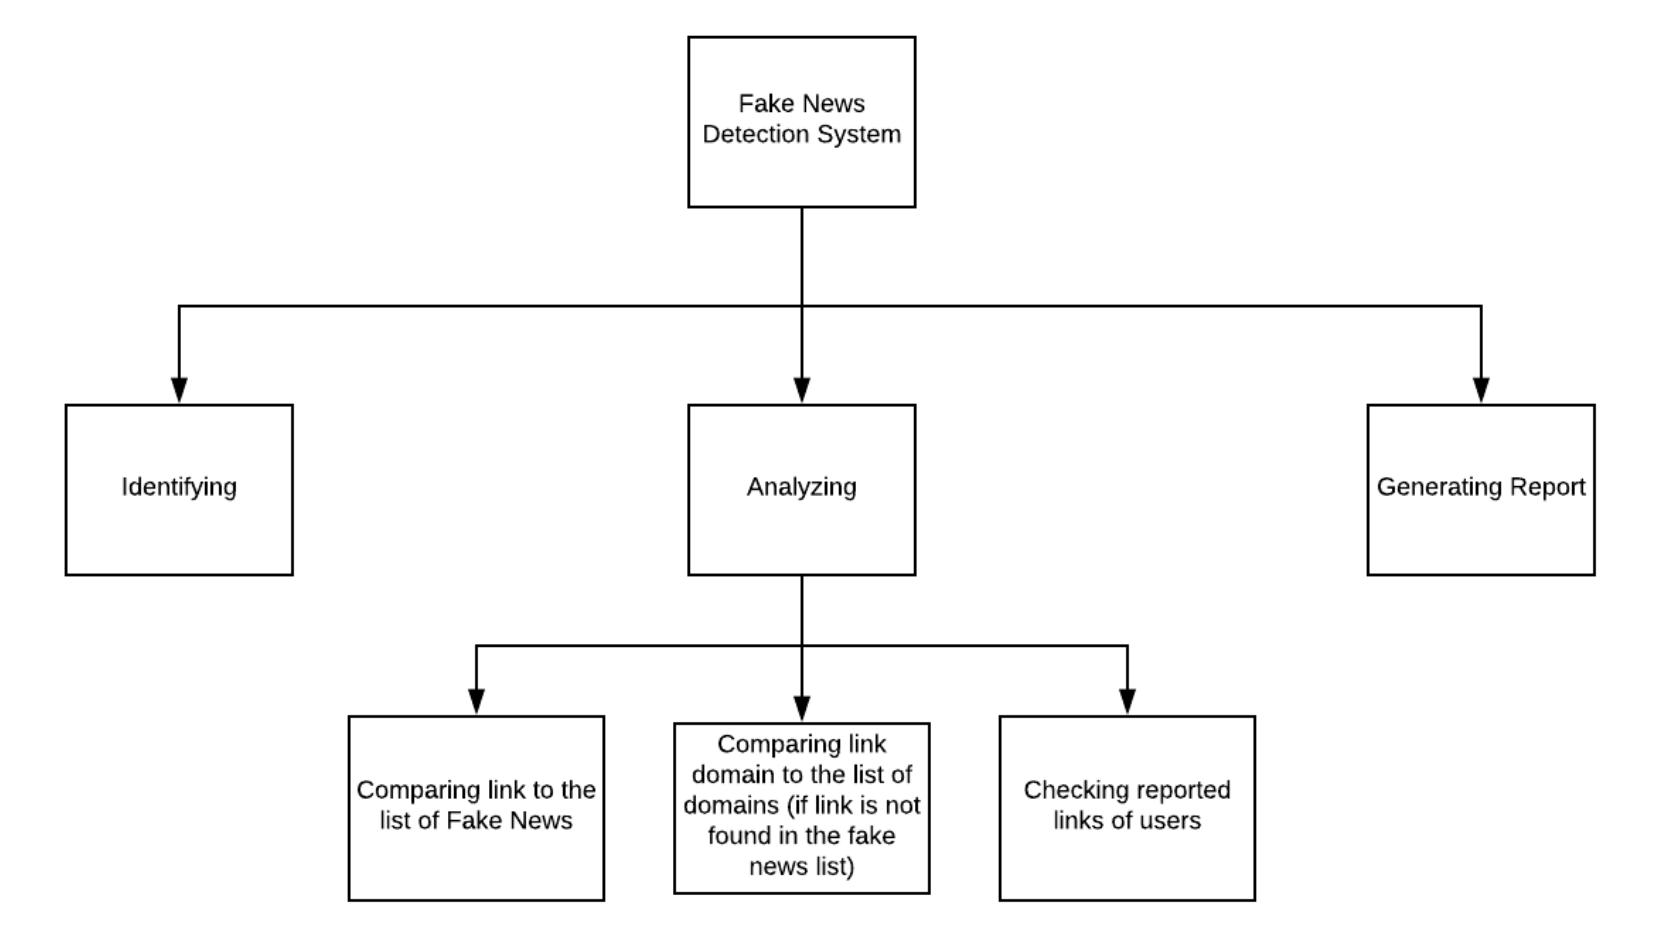 Fake News
Detection System
Identifying
Analyzing
Generating Report
Comparing link to the
list of Fake News
Comparing link
domain to the list of
domains (if link is not
found in the fake
news list)
Checking reported
links of users